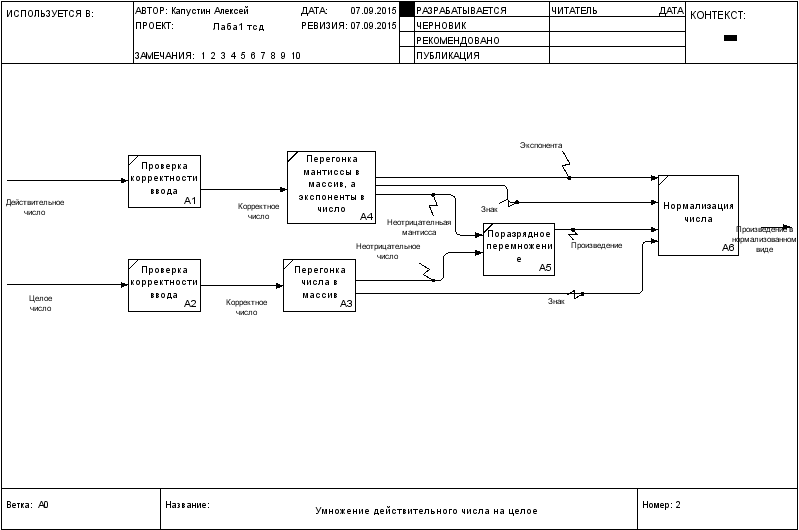 ИСПОЛЬЗУЕТСЯ В:
АВТОР: Капустин Алексей
ДАТА: 07.09.2015
ПРОЕКТ: Лаба1 тсд
РЕВИЗИЯ: 07.09.2015
ЗАМЕЧАНИЯ: 1 2 3 4 5 6 7 8 9 10
РАЗРАБАТЫВАЕТСЯ
ЧЕРНОВИК
РЕКОМЕНДОВАНО
ПУБЛИКАЦИЯ
ЧИТАТЕЛЬ ДАТА
КОНТЕКСТ:
Действительное
число
Проверка
корректности
ввода
A1
Корректное
число
Перегонка
мантиссы в
массив, а
экспоненты в
число
A4
Экспонента
Знак
Неотрицательныая
мантисса
Неотрицательное
число
Поразрядное
перемножени
е
A5
Произведение
Нормализация
числа
A6
Произведение в
нормализованном
виде
Целое
число
Проверка
корректности
ввода
A2
Корректное
число
Перегонка
числа в
массив
A3
Знак
Ветка: A0
Название:
Умножение действительного числа на целое
Номер: 2